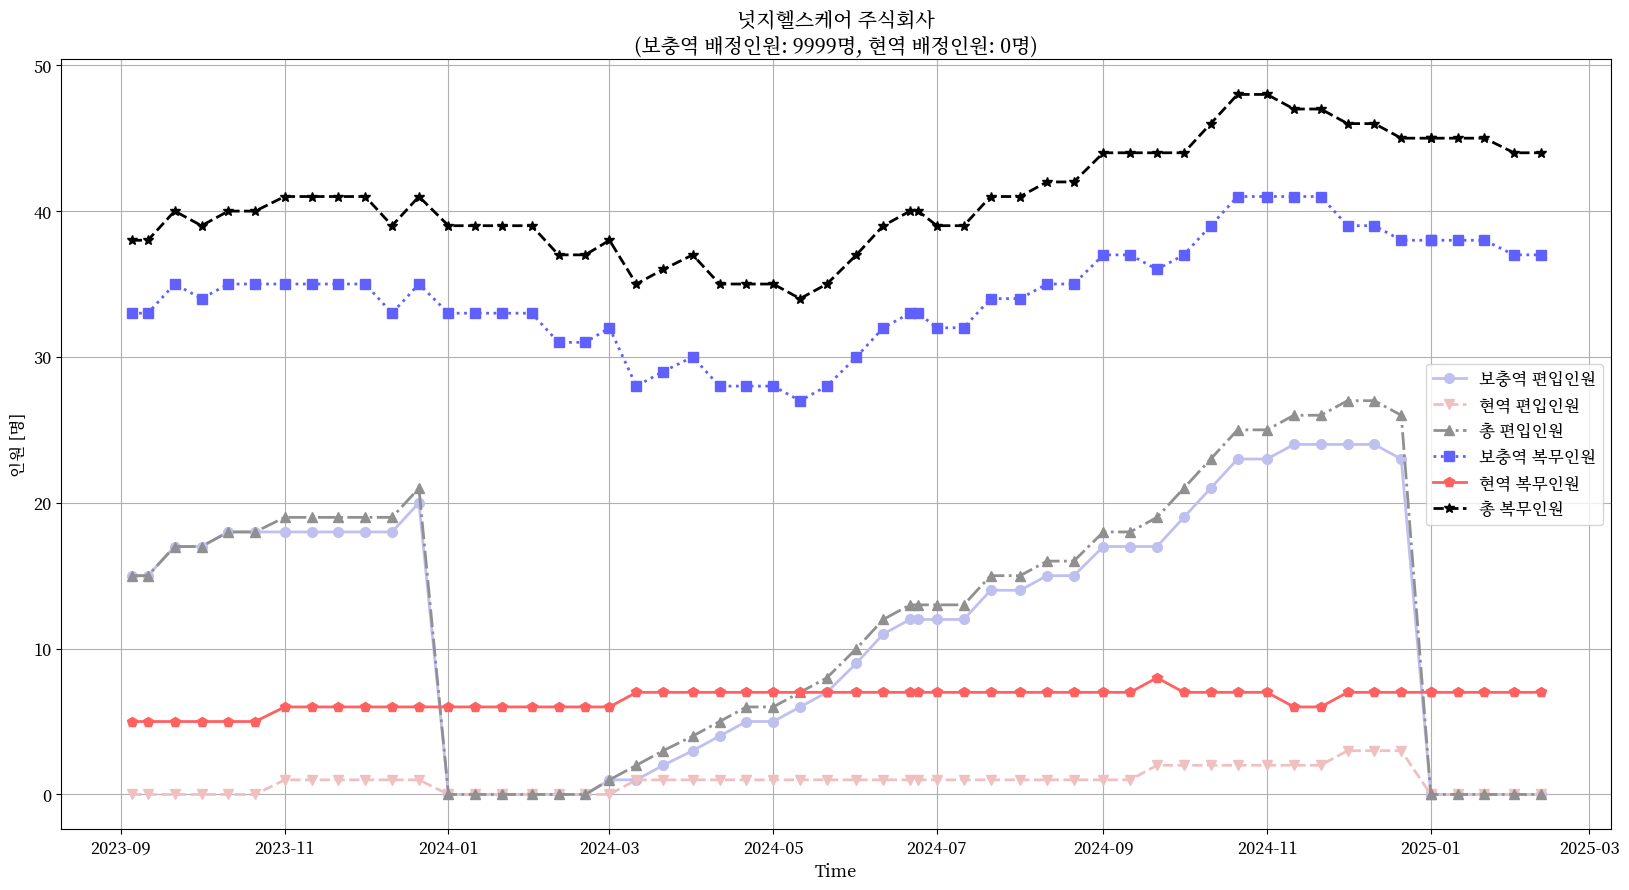 넛지헬스케어 주식회사
(보충역 배정인원: 9999명, 현역 배정인원: 0명)
50
40
30
20
10
0
인원 [명]
보충역 편입인원
현역 편입인원
총 편입인원
보충역 복무인원
현역 복무인원
총 복무인원
2023-09
2023-11
2024-01
2024-03
2024-05
2024-07
2024-09
2024-11
2025-01
2025-03
Time